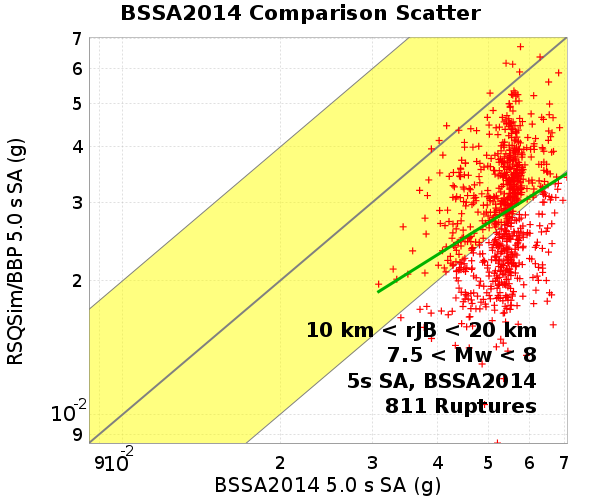 BSSA2014 Comparison Scatter
RSQSim/BBP 5.0 s SA (g)
7
6
5
4
3
2
10-2
9
10 km < rJB < 20 km
7.5 < Mw < 8
5s SA, BSSA2014
811 Ruptures
9 10-2 2 3 4 5 6 7
BSSA2014 5.0 s SA (g)